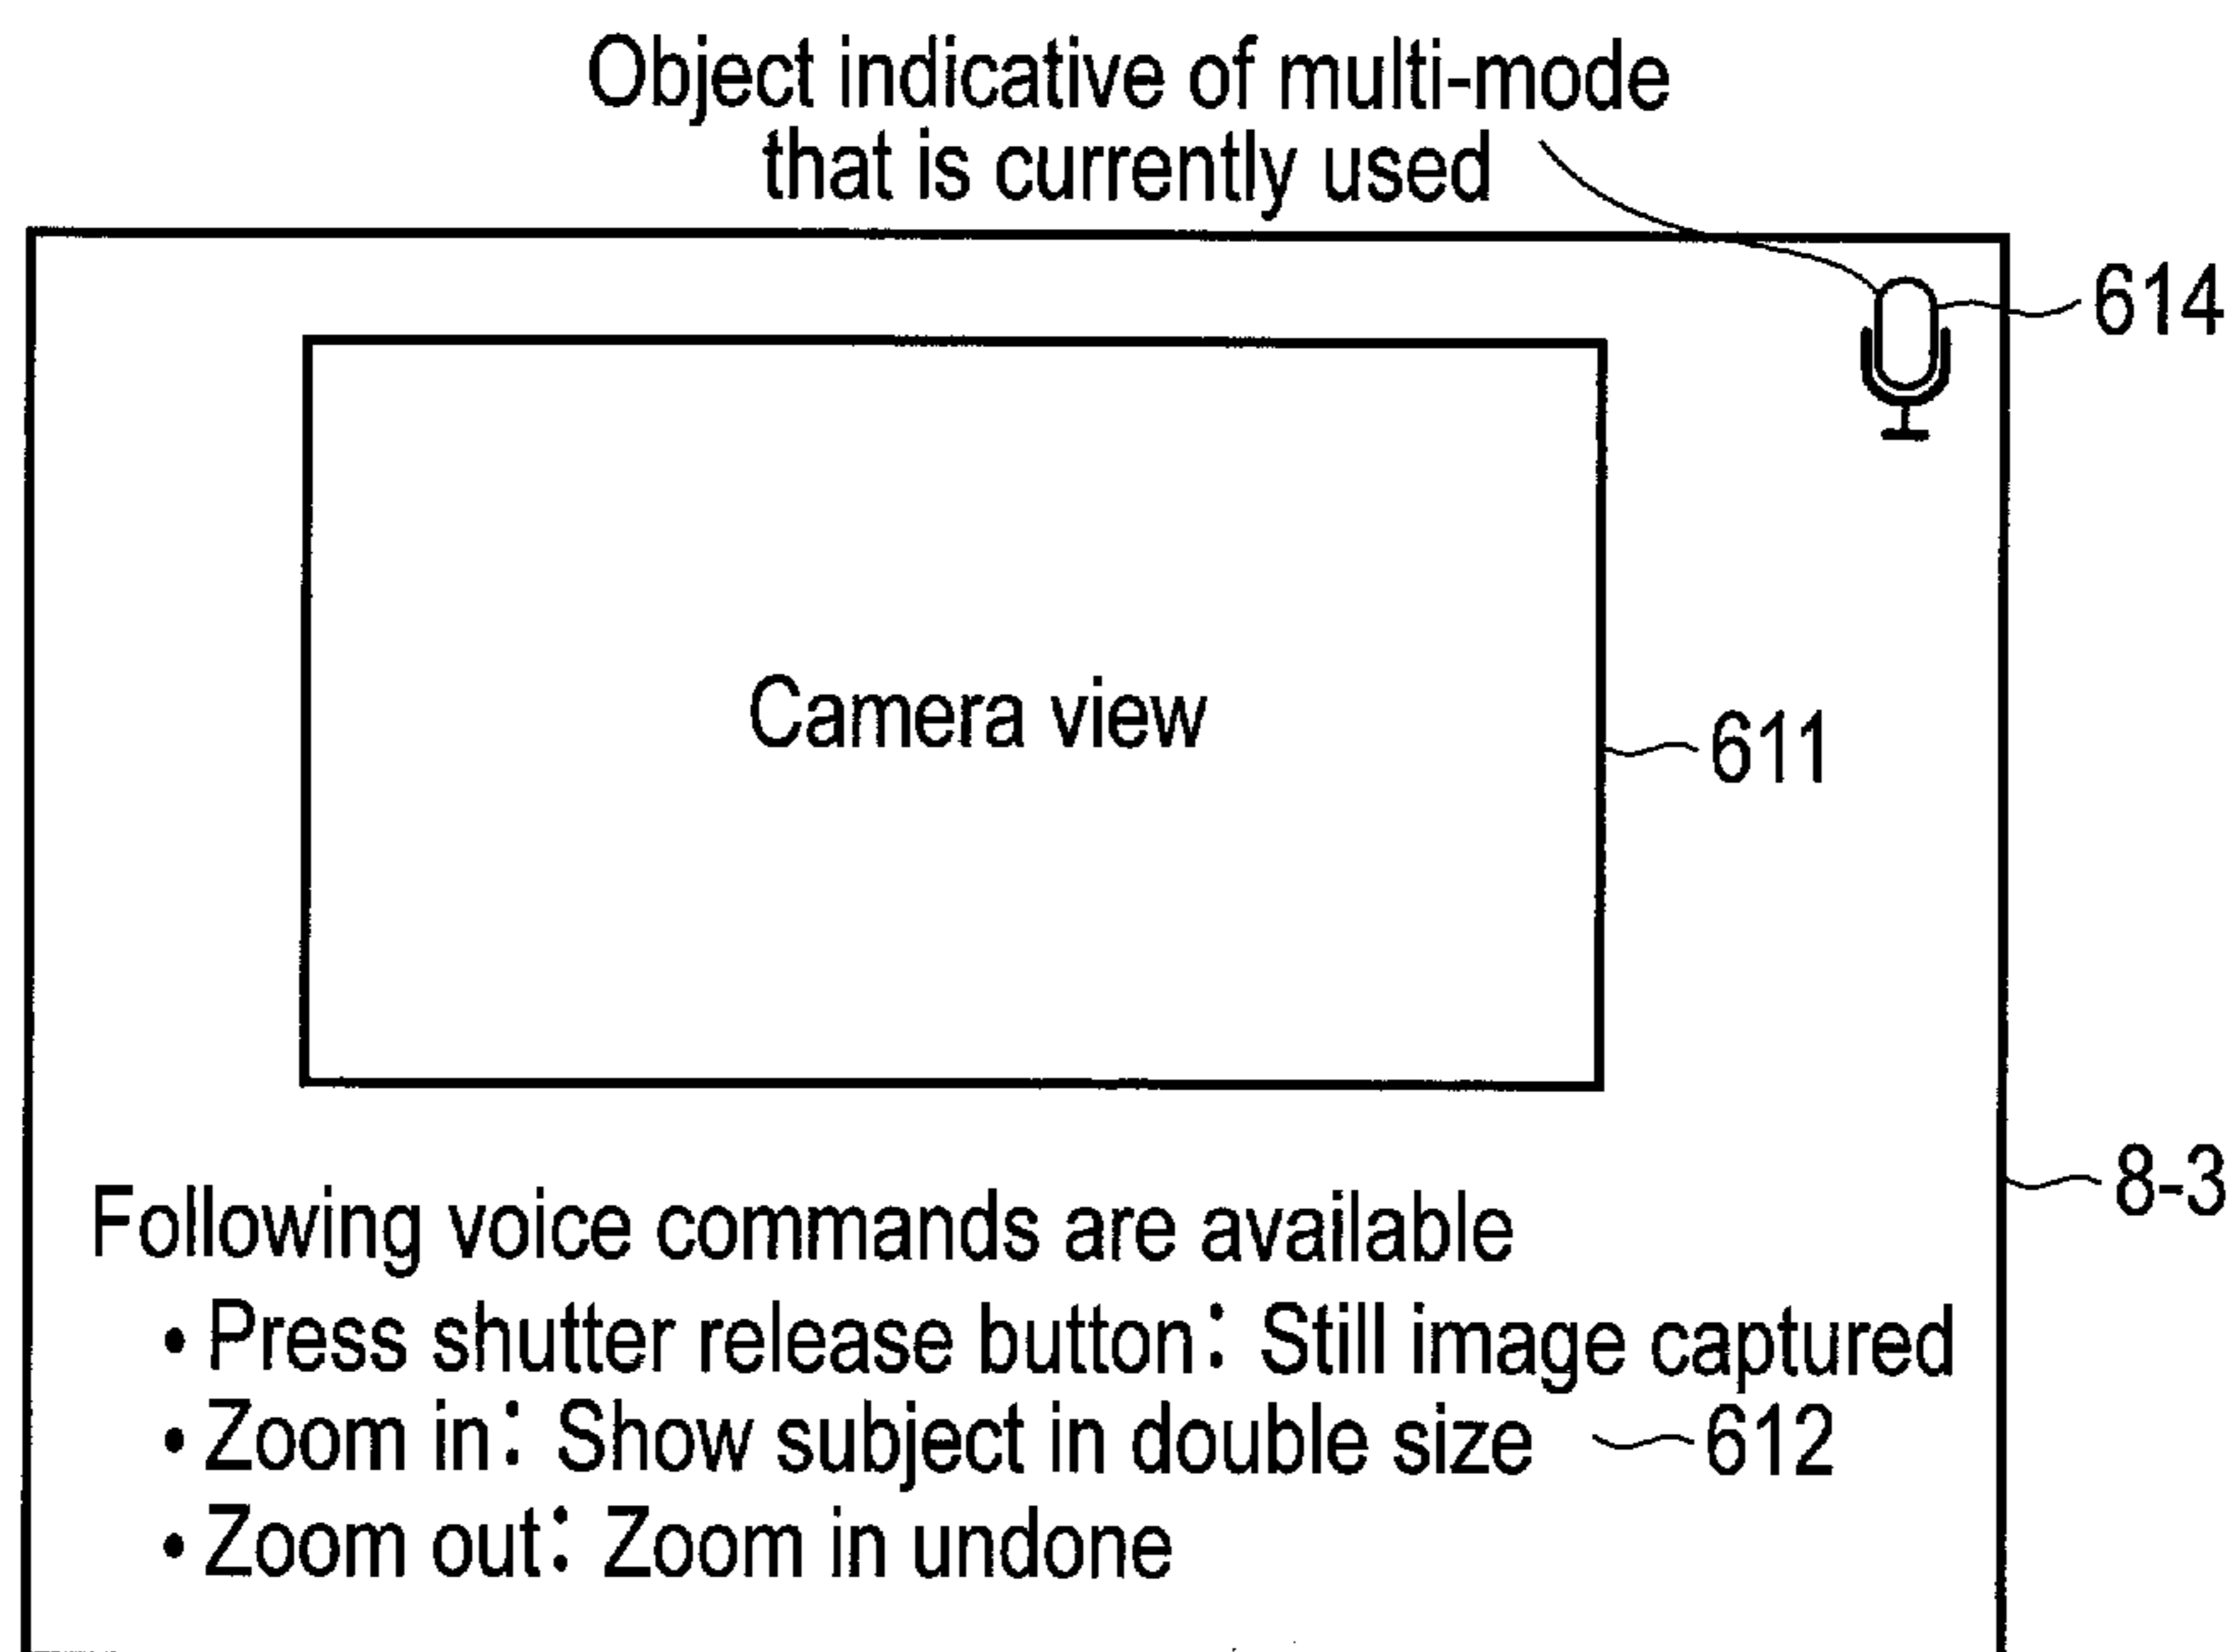 Object indicative of multi-mode
that is currently used
614
Camera view
611
8-3
Following voice commands are available
• Press shutter release button: Still image captured
• Zoom in: Show subject in double size 612
• Zoom out: Zoom in undone